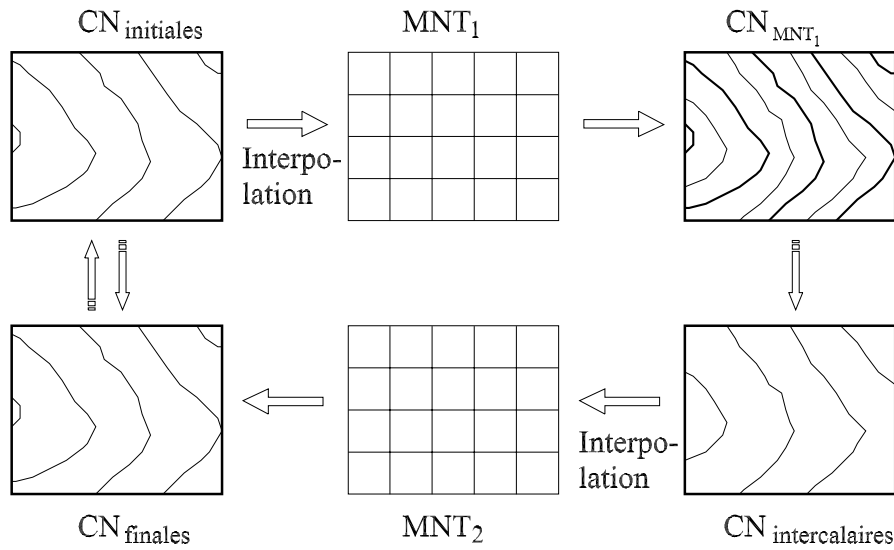 CN initiales
MNT1
CN MNT1
Interpo-
lation
Interpo-
lation
CN finales
MNT2
CN intercalaires